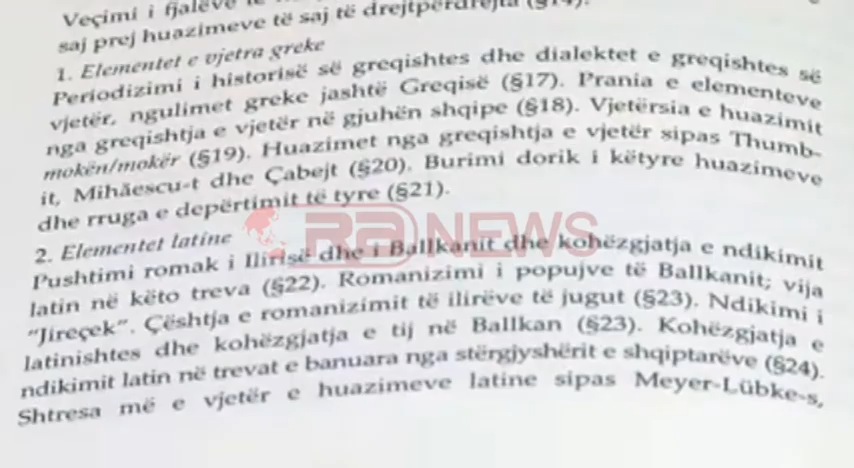 Veçimi i fjalëve të
saj prej huazimeve të saj të drejtpërdrejta (§14).
1. Elementet e vjetra greke
Periodizimi i historisë së greqishtes dhe dialektet e greqishtes së
vjetër, ngulimet greke jashtë Greqisë (§17). Prania e elementeve
nga greqishtja e vjetër në gjuhën shqipe (§18). Vjetërsia e huazimit
mokën/mokër (§19). Huazimet nga greqishtja e vjetër sipas Thumb-
it, Mihăescu-t dhe Çabejt (§20). Burimi dorik i këtyre huazimeve
dhe rruga e depërtimit të tyre (§21).
RA NEWS
2. Elementet latine
Pushtimi romak i Ilirisë dhe i Ballkanit dhe kohëzgjatja e ndikimit
latin në këto treva (§22). Romanizimi i popujve të Ballkanit; vija
“Jireçek”. Çështja e romanizimit të ilirëve të jugut (§23). Ndikimi i
latinishtes dhe kohëzgjatja e tij në Ballkan (§23). Kohëzgjatja e
ndikimit latin në trevat e banuara nga stërgjyshërit e shqiptarëve (§24).
Shtresa më e vjetër e huazimeve latine sipas Meyer-Lübke-s,